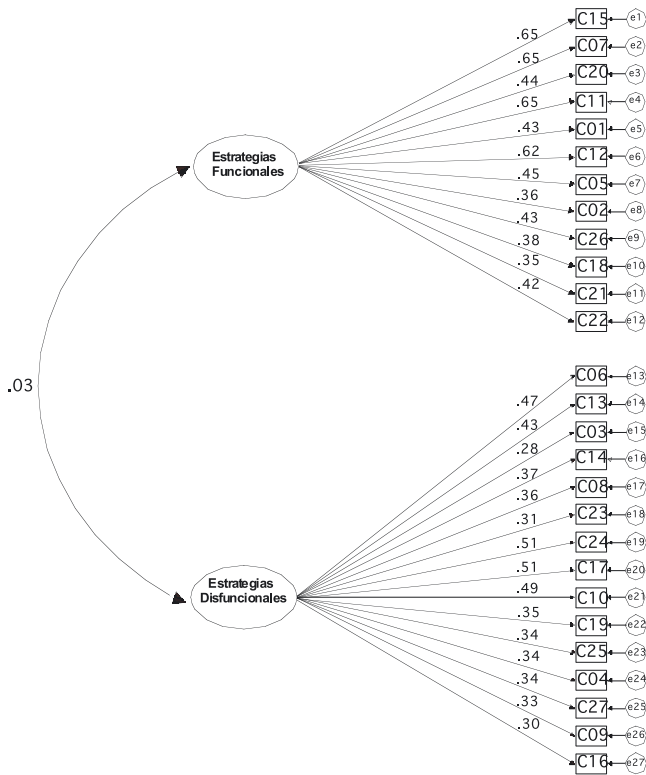 C15
e1
.65
C07
e2
.65
C20
e3
.44
C11
e4
.65
C01
e5
.43
C12
e6
.62
Estrategias
Funcionales
C05
e7
.45
C02
e8
.36
C26
e9
.43
C18
e10
.38
C21
e11
.35
C22
e12
.42
.03
C06
e13
.47
C13
e14
.43
C03
e15
.28
C14
e16
.37
C08
e17
.36
C23
e18
.31
C24
e19
.51
C17
e20
.51
Estrategias
Disfuncionales
C10
e21
.49
C19
e22
.35
C25
e23
.34
C04
e24
.34
C27
e25
.34
C09
e26
.33
C16
e27
.30